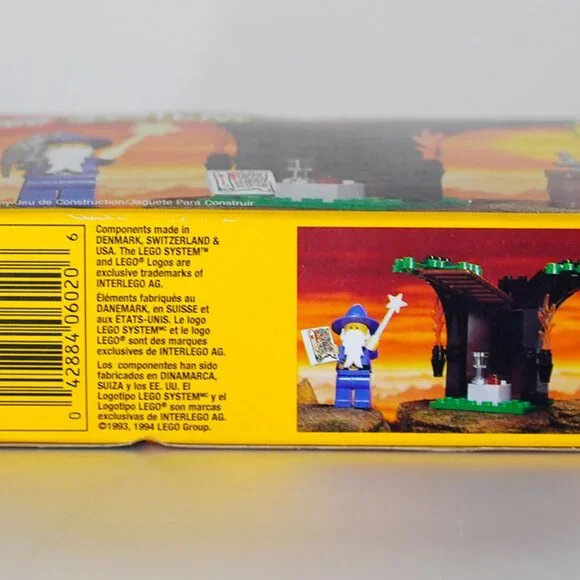 y/Jeu de Construction/Juguete Para Construir
0 42884 06020 6
Components made in
DENMARK, SWITZERLAND &
USA. The LEGO SYSTEM™
and LEGO® Logos are
exclusive trademarks of
INTERLEGO AG.
Éléments fabriqués au
DANEMARK, en SUISSE et
aux ÉTATS-UNIS. Le logo
LEGO SYSTEMᴹᶜ et le logo
LEGO® sont des marques
exclusives de INTERLEGO AG.
Los componentes han sido
fabricados en DINAMARCA,
SUIZA y los EE. UU. El
Logotipo LEGO SYSTEMᴹᶜ y el
Logotipo LEGO® son marcas
exclusivas de INTERLEGO AG.
©1993, 1994 LEGO Group.